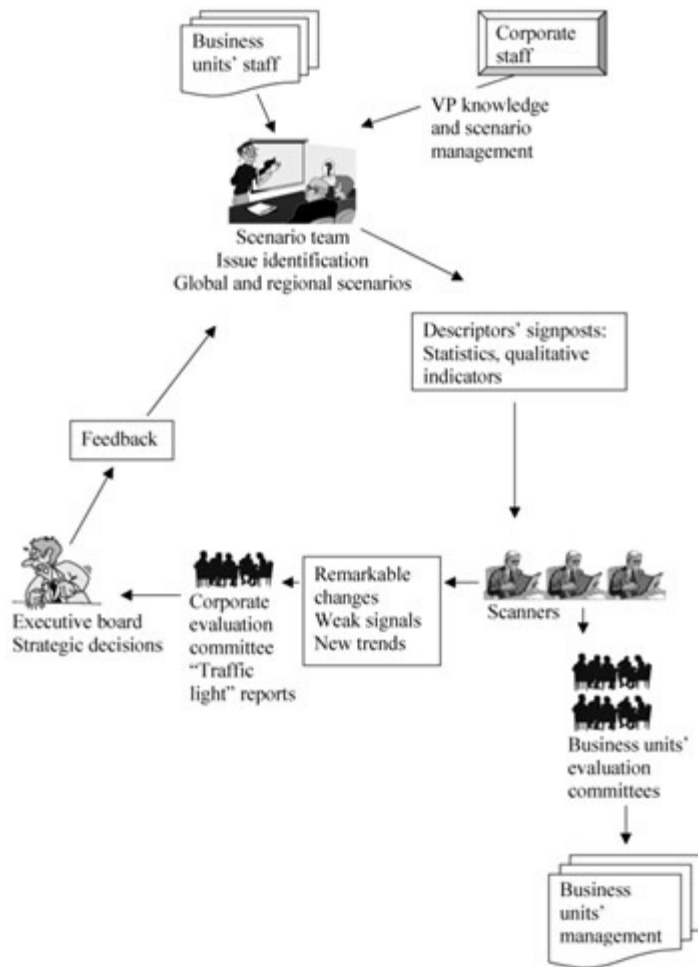 Business
units' staff
Corporate
staff
VP knowledge
and scenario
management
Scenario team
Issue identification
Global and regional scenarios
Descriptors' signposts:
Statistics, qualitative
indicators
Feedback
Remarkable
changes
Weak signals
New trends
Scanners
Corporate
evaluation
committee
“Traffic
light” reports
Executive board
Strategic decisions
Business units'
evaluation
committees
Business
units'
management